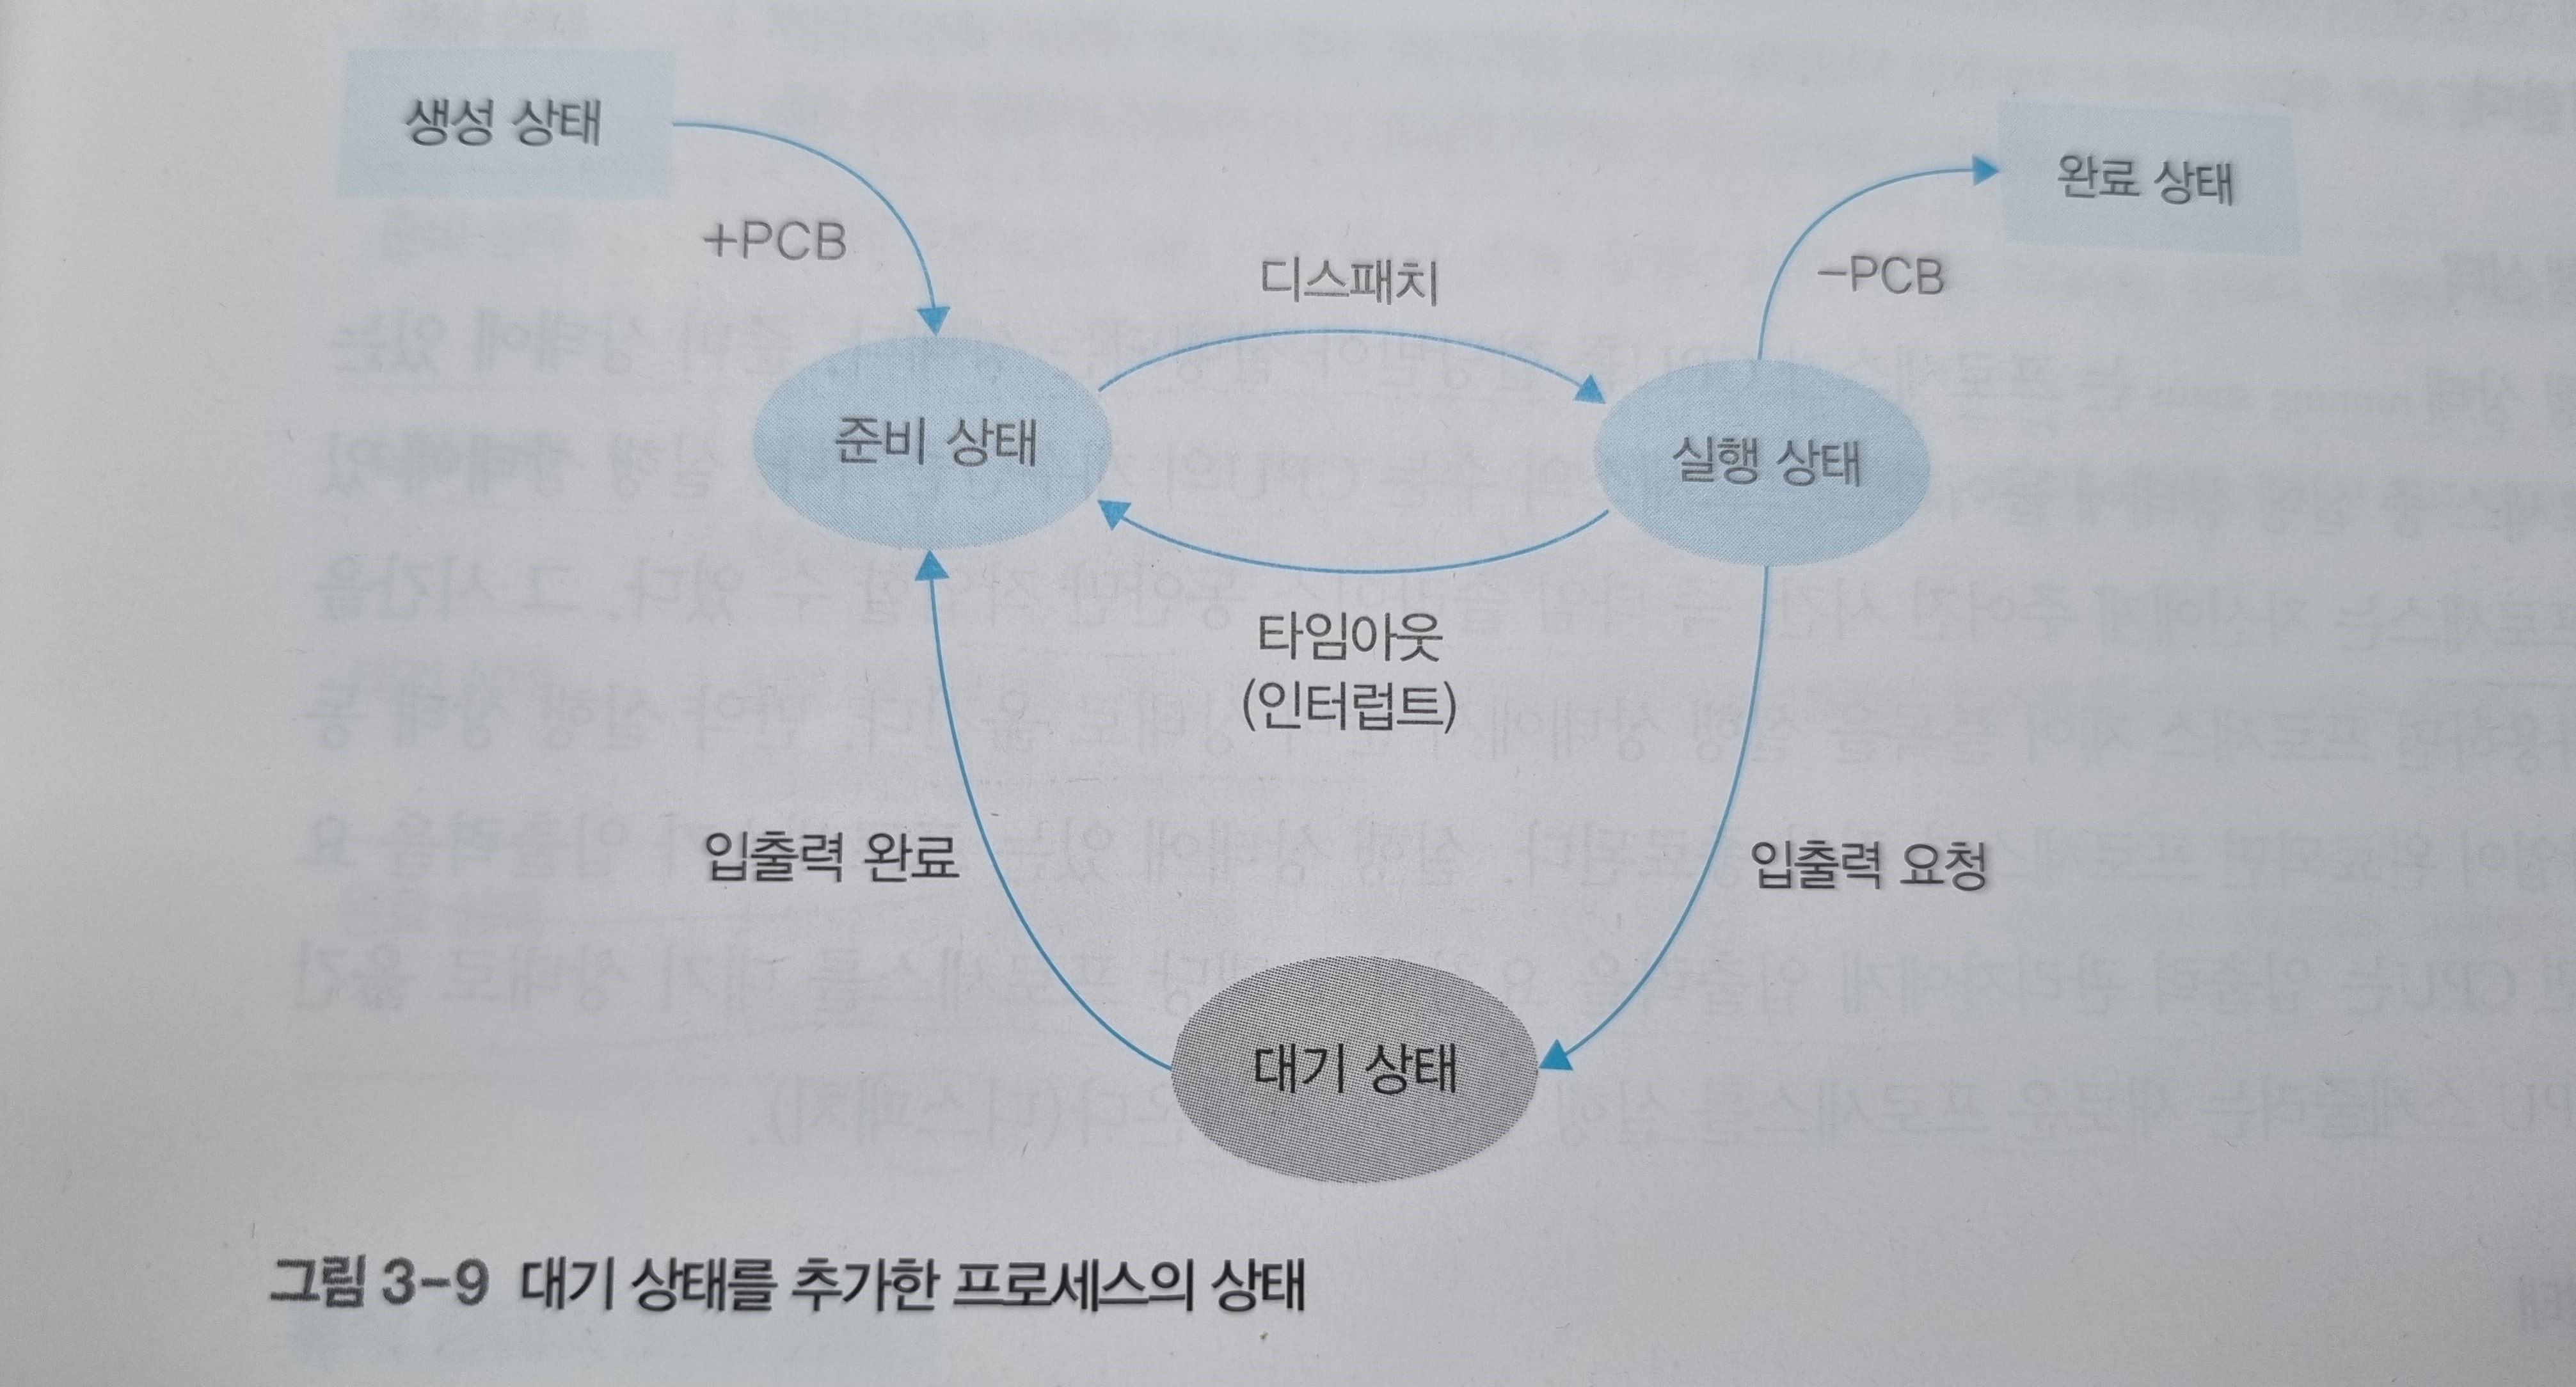 생성 상태
완료 상태
+PCB
-PCB
디스패치
준비 상태
실행 상태
타임아웃
(인터럽트)
입출력 완료
입출력 요청
대기 상태
그림 3-9 대기 상태를 추가한 프로세스의 상태